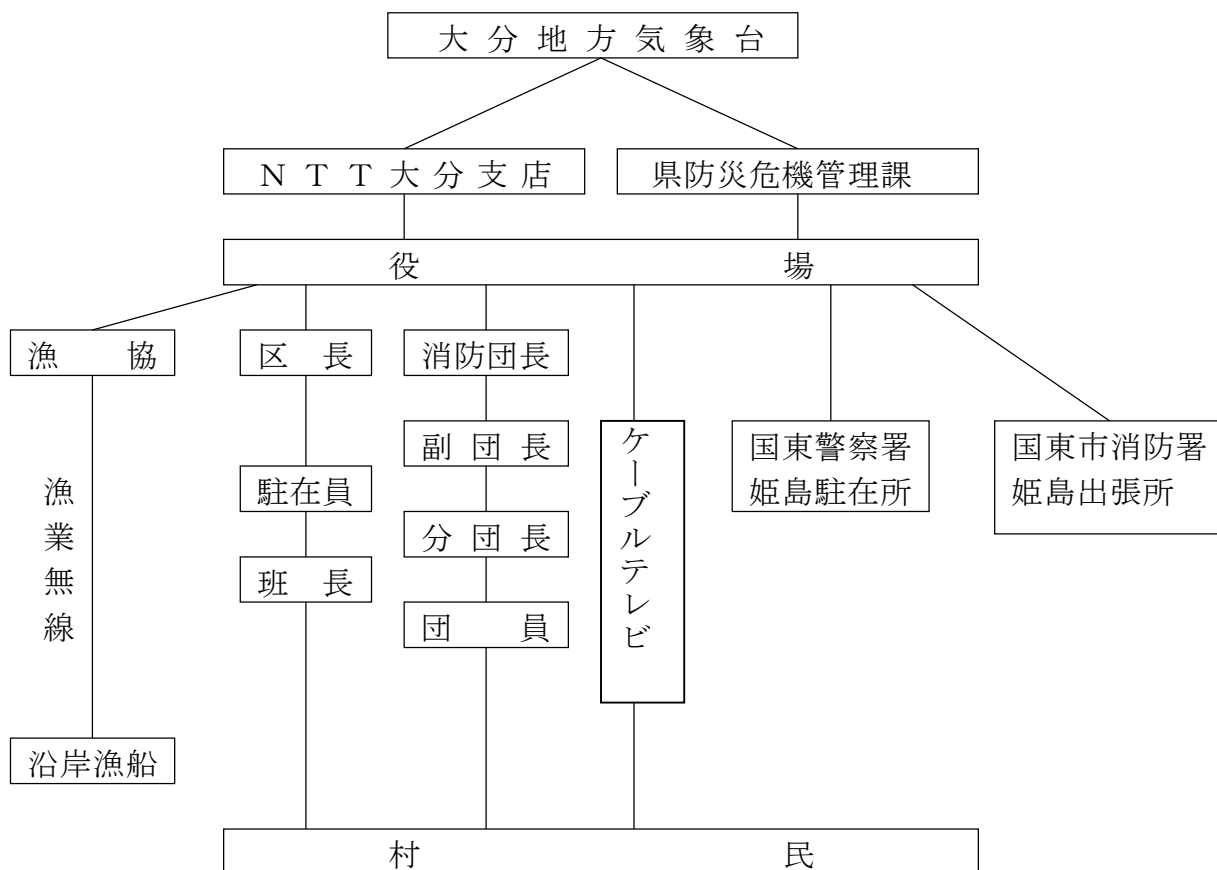 大分地方気象台
NTT大分支店
県防災危機管理課
役場
漁協
区長
消防団長
副団長
ケーブルテレビ
国東警察署
姫島駐在所
国東市消防署
姫島出張所
漁業無線
駐在員
分団長
班長
団員
沿岸漁船
村民